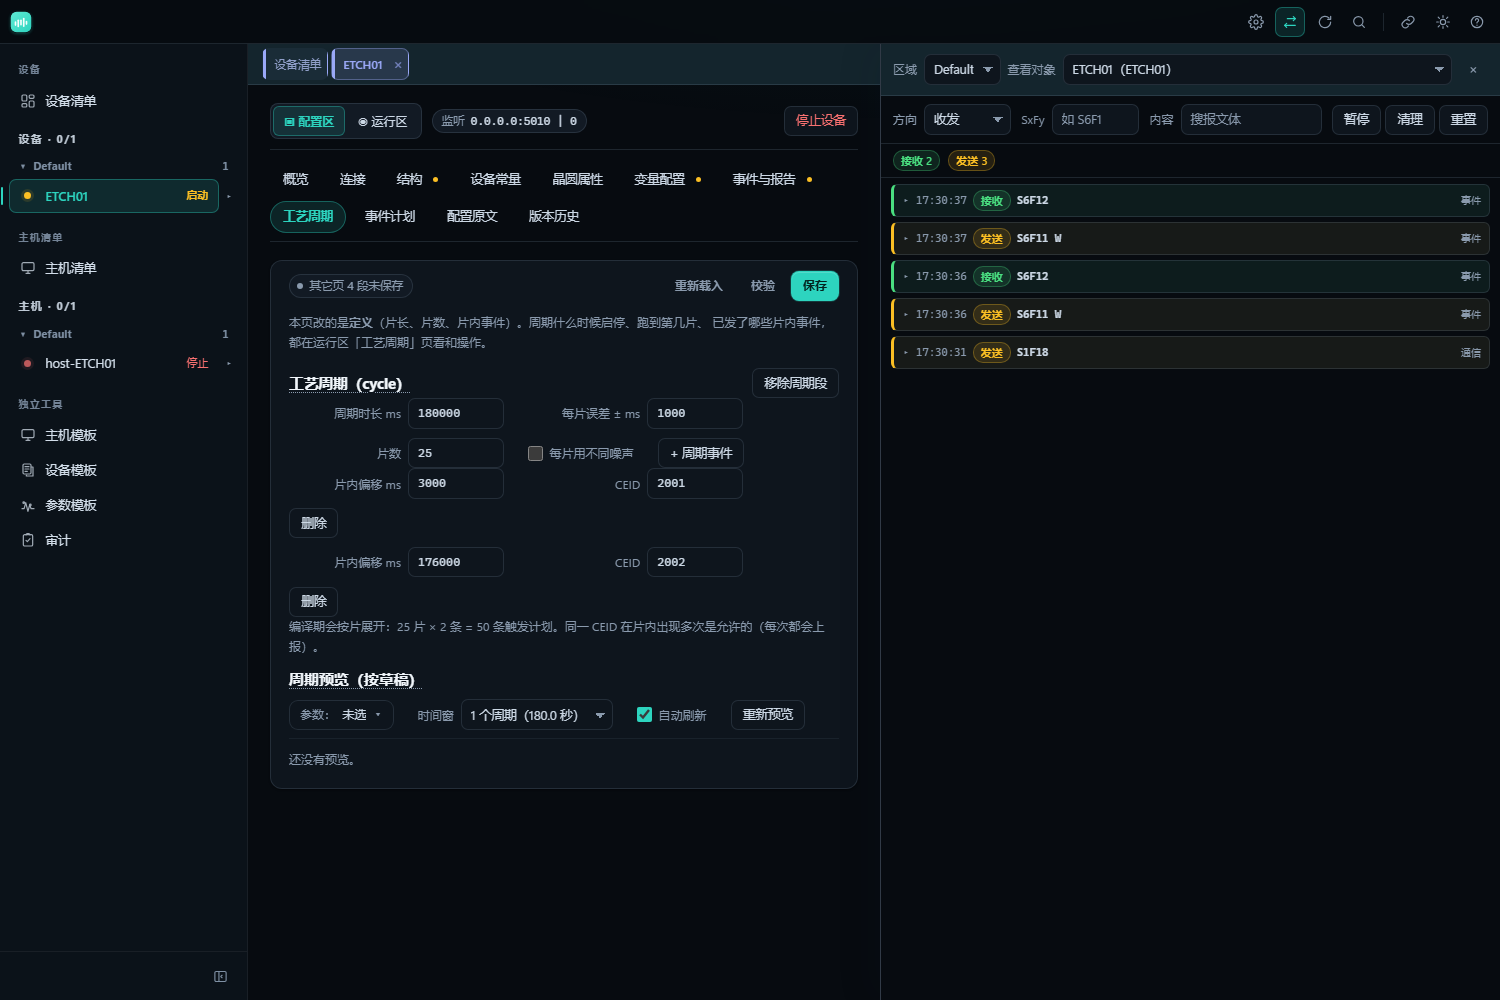 设备
设备清单
设备 · 0/1
Default 1
ETCH01 启动
主机清单
主机清单
主机 · 0/1
Default 1
host-ETCH01 停止
独立工具
主机模板
设备模板
参数模板
审计
设备清单 ETCH01 ×
配置区 运行区 监听 0.0.0.0:5010 | 0 停止设备
概览 连接 结构 设备常量 晶圆属性 变量配置 事件与报告
工艺周期 事件计划 配置原文 版本历史
其它页 4 段未保存 重新载入 校验 保存
本页改的是定义（片长、片数、片内事件）。周期什么时候启停、跑到第几片、 已发了哪些片内事件，
都在运行区「工艺周期」页看和操作。
工艺周期（cycle） 移除周期段
周期时长 ms 180000 每片误差 ± ms 1000
片数 25 每片用不同噪声 + 周期事件
片内偏移 ms 3000 CEID 2001
删除
片内偏移 ms 176000 CEID 2002
删除
编译期会按片展开：25 片 × 2 条 = 50 条触发计划。同一 CEID 在片内出现多次是允许的（每次都会上
报）。
周期预览（按草稿）
参数： 未选 时间窗 1 个周期（180.0 秒） 自动刷新 重新预览
还没有预览。
区域 Default 查看对象 ETCH01（ETCH01） ×
方向 收发 SxFy 如 S6F1 内容 搜报文体 暂停 清理 重置
接收 2 发送 3
17:30:37 接收 S6F12 事件
17:30:37 发送 S6F11 W 事件
17:30:36 接收 S6F12 事件
17:30:36 发送 S6F11 W 事件
17:30:31 发送 S1F18 通信